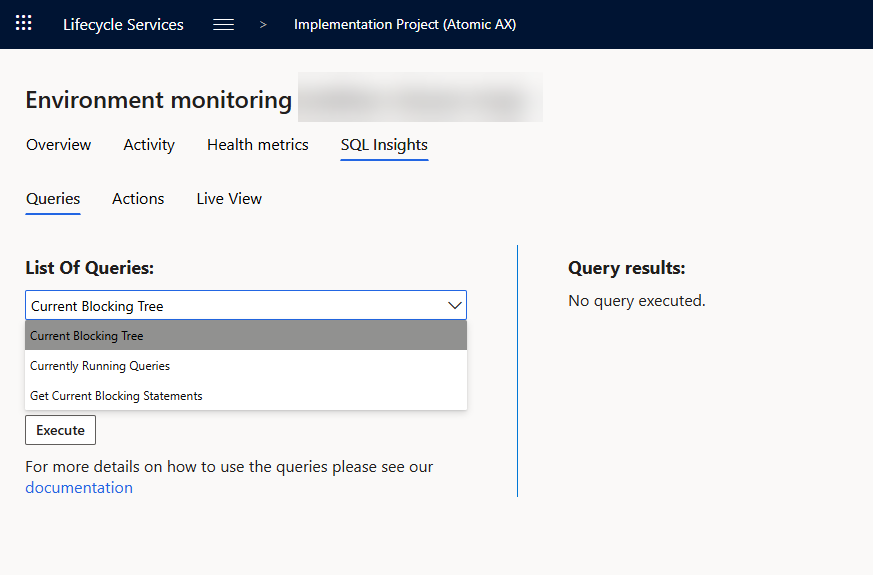 Lifecycle Services > Implementation Project (Atomic AX)
Environment monitoring
Overview Activity Health metrics SQL Insights
Queries Actions Live View
List Of Queries:
Current Blocking Tree
Current Blocking Tree
Currently Running Queries
Get Current Blocking Statements
Execute
For more details on how to use the queries please see our
documentation
Query results:
No query executed.